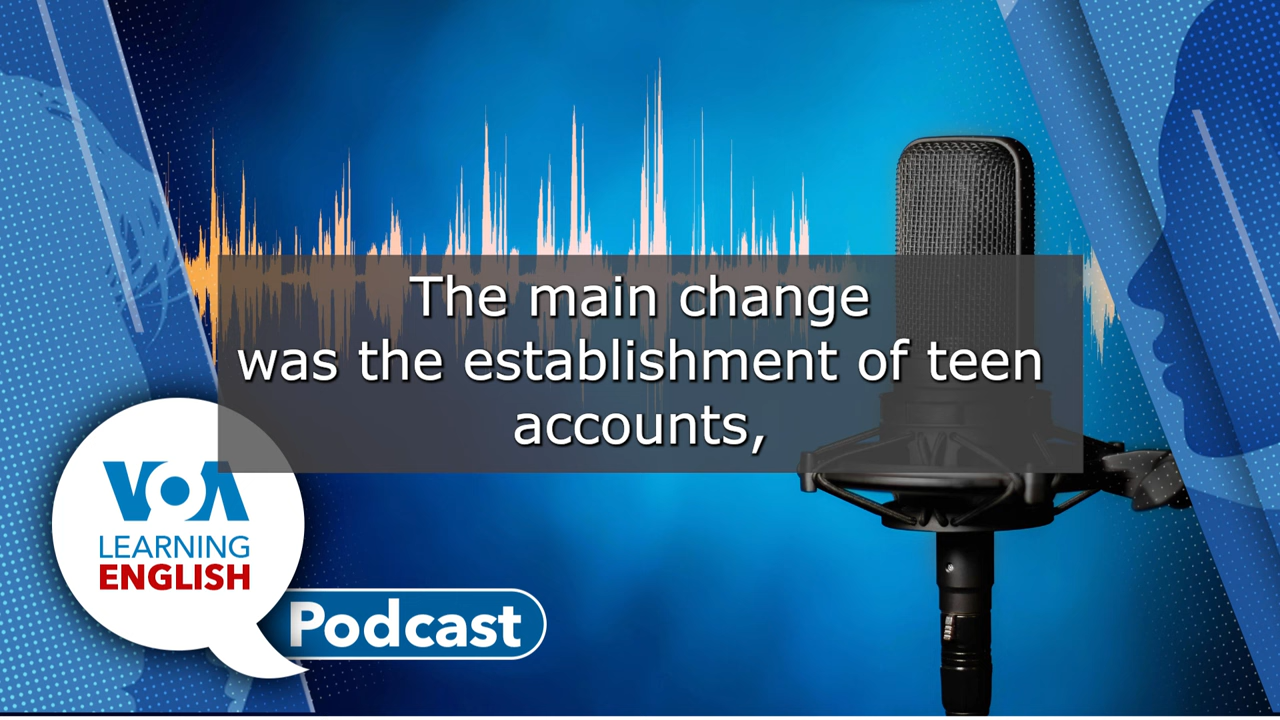 The main change
was the establishment of teen
accounts,
VOA
LEARNING
ENGLISH
Podcast